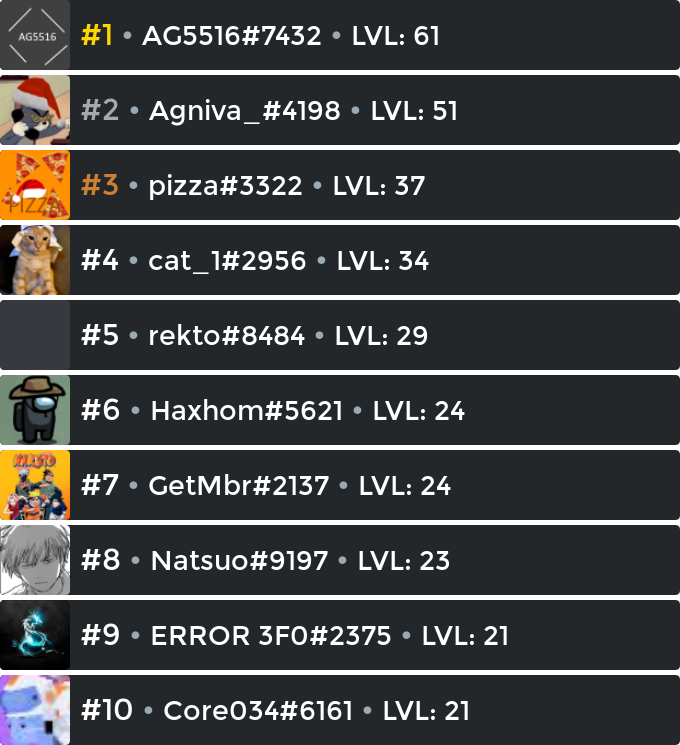 AG5516
#1 • AG5516#7432 • LVL: 61
#2 • Agniva_#4198 • LVL: 51
PIZZA
#3 • pizza#3322 • LVL: 37
#4 • cat_1#2956 • LVL: 34
#5 • rekto#8484 • LVL: 29
#6 • Haxhom#5621 • LVL: 24
NARUTO
#7 • GetMbr#2137 • LVL: 24
#8 • Natsuo#9197 • LVL: 23
#9 • ERROR 3F0#2375 • LVL: 21
#10 • Core034#6161 • LVL: 21